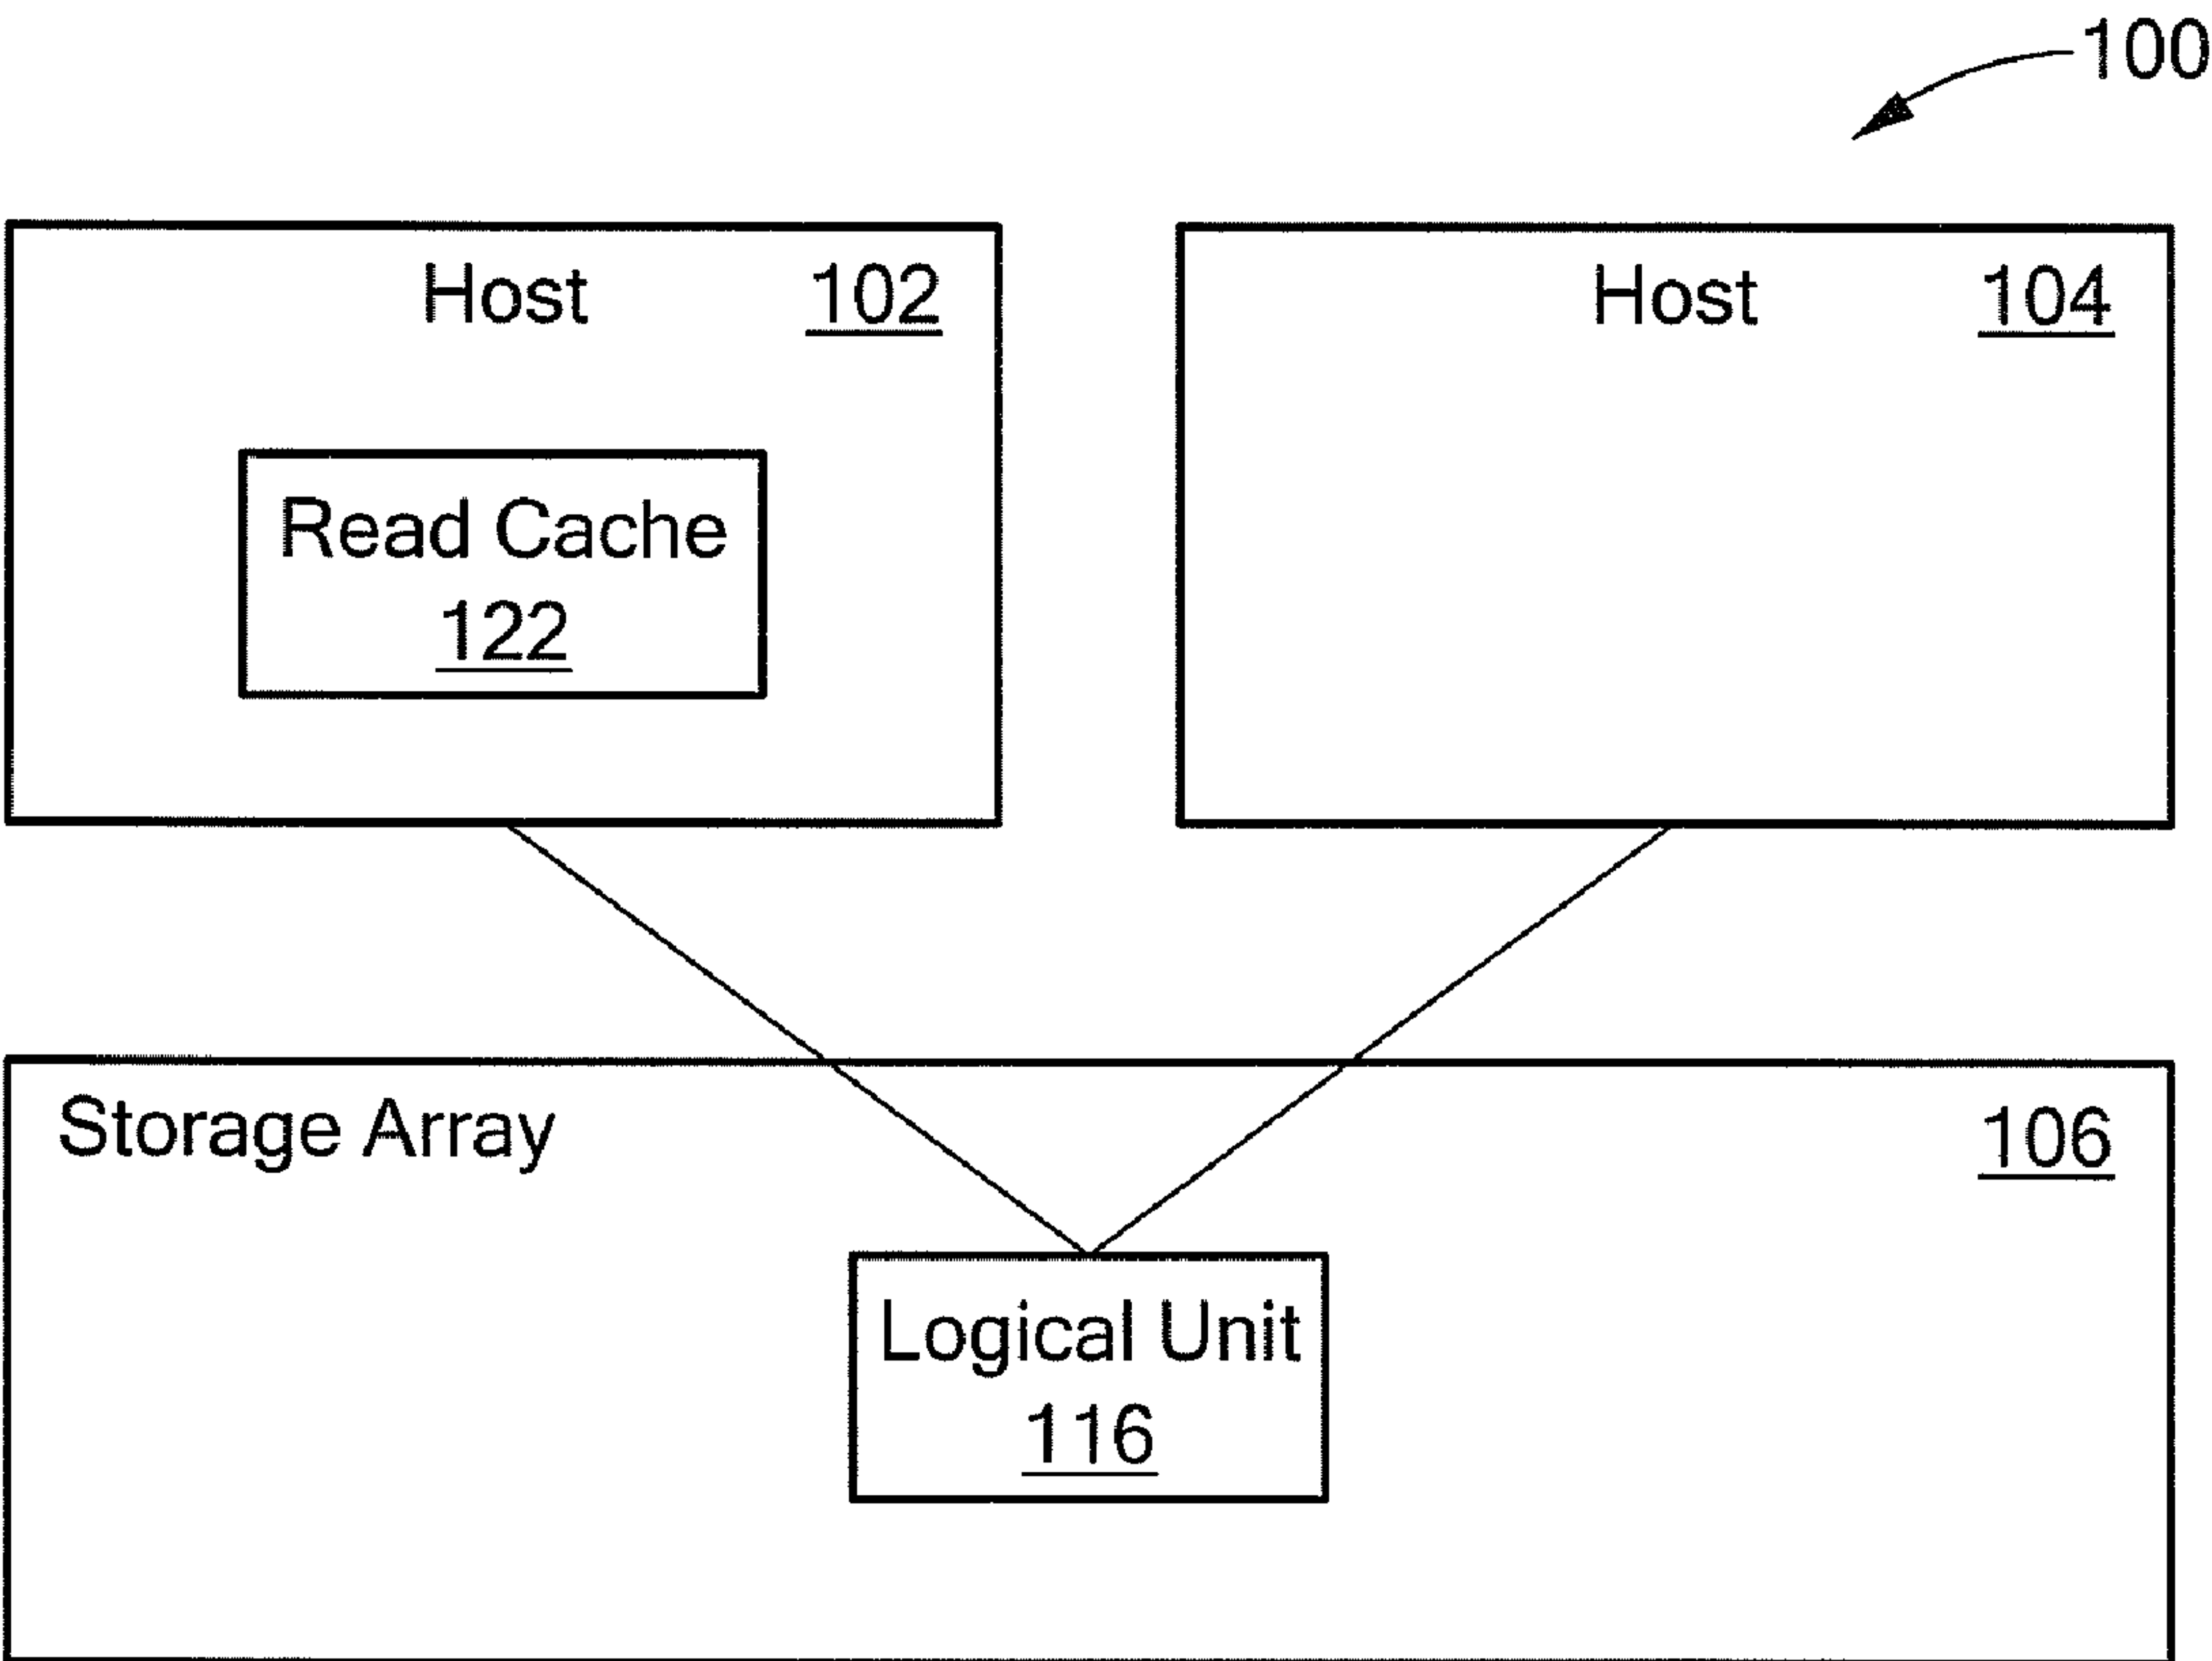 100
Host 102
Host 104
Read Cache
122
Storage Array 106
Logical Unit
116